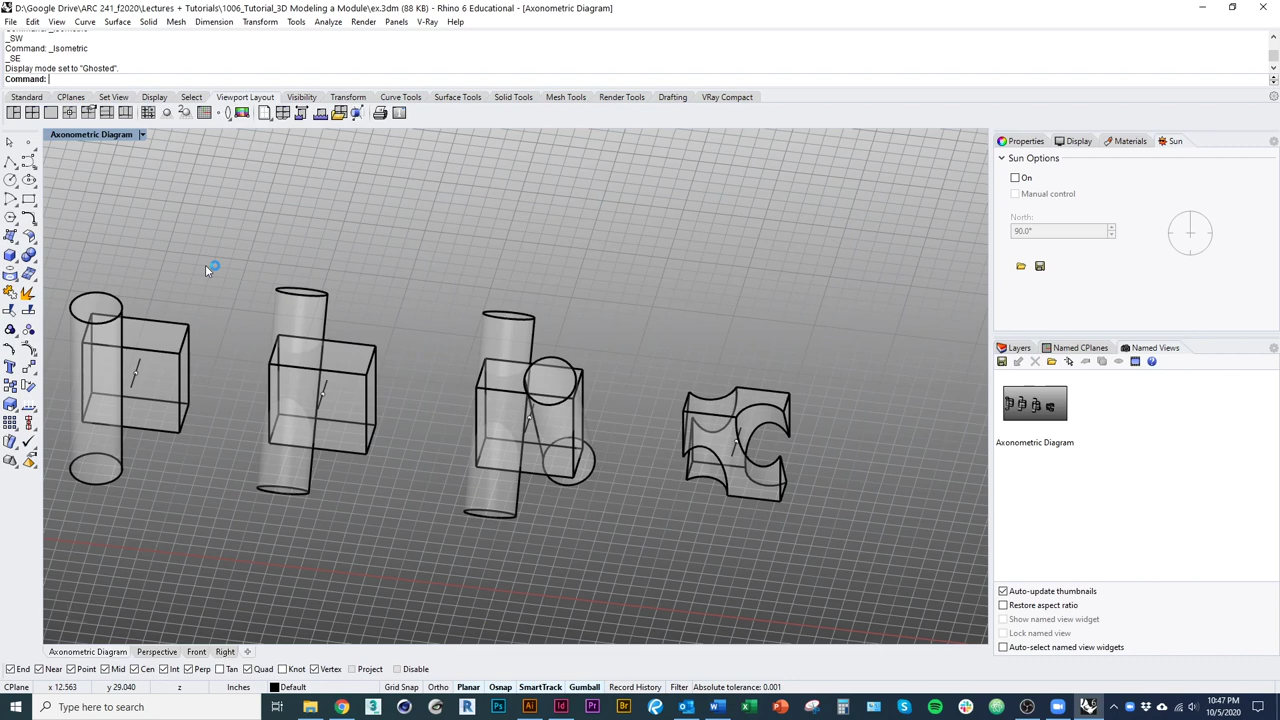 D:\Google Drive\ARC 241_f2020\Lectures + Tutorials\1006_Tutorial_3D Modeling a Module\ex.3dm (88 KB) - Rhino 6 Educational - [Axonometric Diagram]
File Edit View Curve Surface Solid Mesh Dimension Transform Tools Analyze Render Panels V-Ray Help
_SW
Command: _Isometric
_SE
Display mode set to "Ghosted".
Command:
Standard CPlanes Set View Display Select Viewport Layout Visibility Transform Curve Tools Surface Tools Solid Tools Mesh Tools Render Tools Drafting VRay Compact
Axonometric Diagram
Properties Display Materials Sun
Sun Options
On
Manual control
North:
90.0°
Layers Named CPlanes Named Views
Axonometric Diagram
Auto-update thumbnails
Restore aspect ratio
Show named view widget
Lock named view
Auto-select named view widgets
Axonometric Diagram Perspective Front Right
End Near Point Mid Cen Int Perp Tan Quad Knot Vertex Project Disable
CPlane x 12.563 y 29.040 z Inches Default Grid Snap Ortho Planar Osnap SmartTrack Gumball Record History Filter Absolute tolerance: 0.001
Type here to search
10:47 PM
10/5/2020